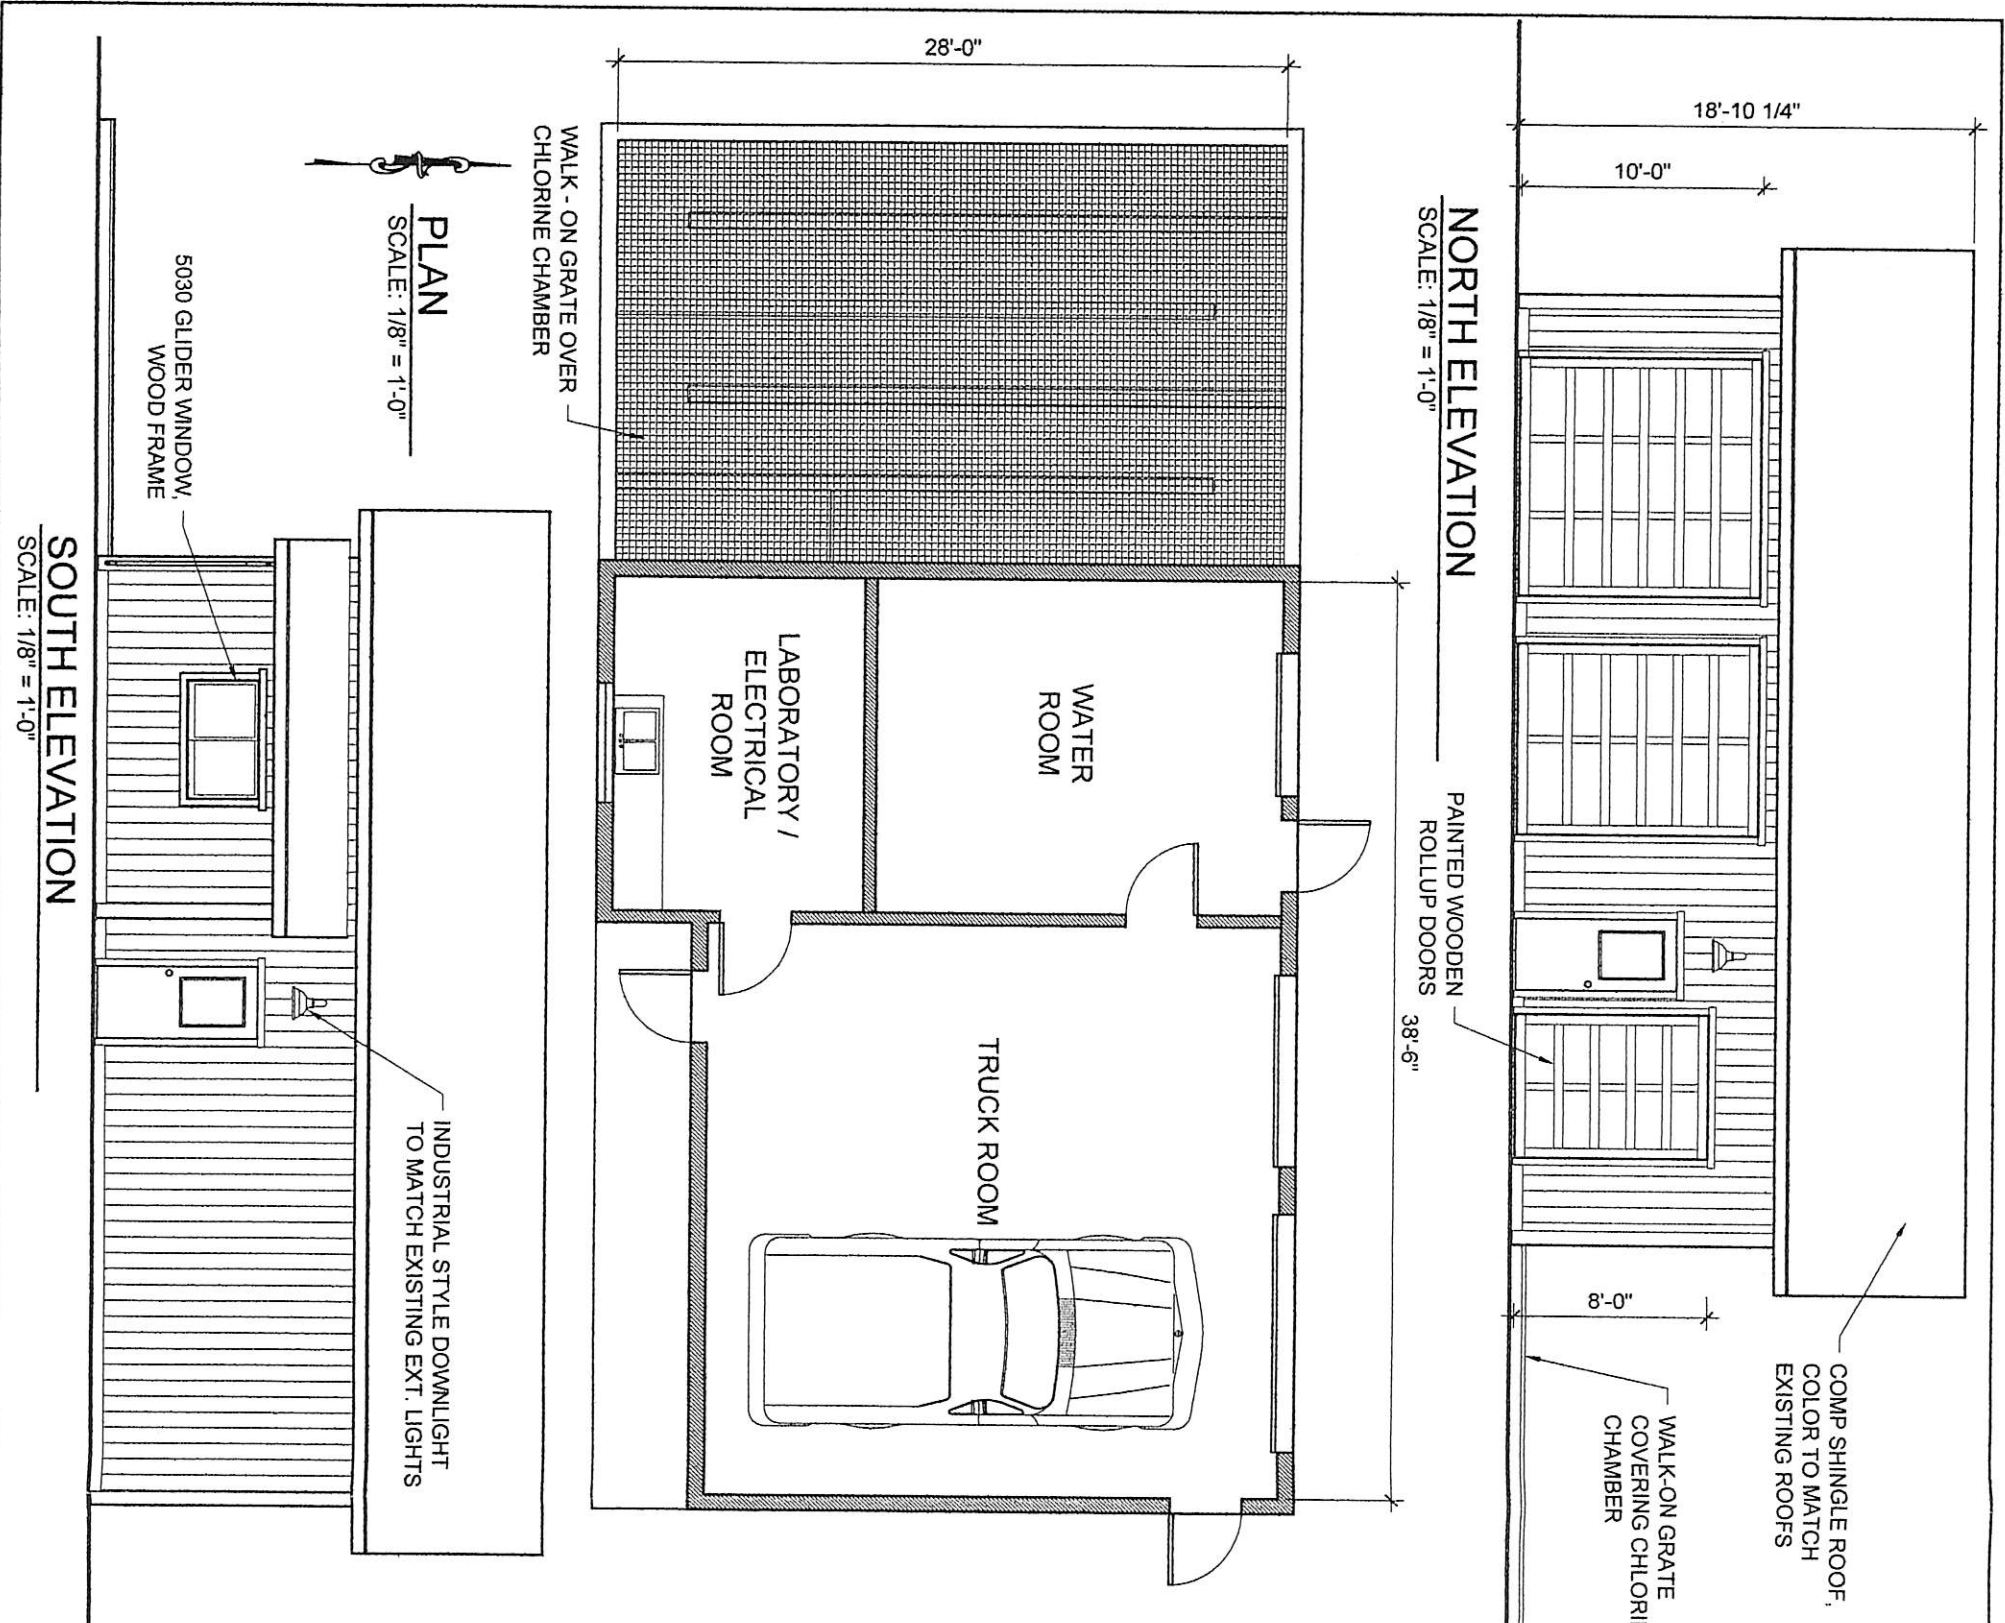 18'-10 1/4"
10'-0"
COMP SHINGLE ROOF,
COLOR TO MATCH
EXISTING ROOFS
8'-0"
WALK-ON GRATE
COVERING CHLORI
CHAMBER
NORTH ELEVATION
SCALE: 1/8" = 1'-0"
PAINTED WOODEN
ROLLUP DOORS
38'-6"
28'-0"
WATER
ROOM
TRUCK ROOM
LABORATORY /
ELECTRICAL
ROOM
WALK - ON GRATE OVER
CHLORINE CHAMBER
PLAN
SCALE: 1/8" = 1'-0"
INDUSTRIAL STYLE DOWNLIGHT
TO MATCH EXISTING EXT. LIGHTS
5030 GLIDER WINDOW,
WOOD FRAME
SOUTH ELEVATION
SCALE: 1/8" = 1'-0"